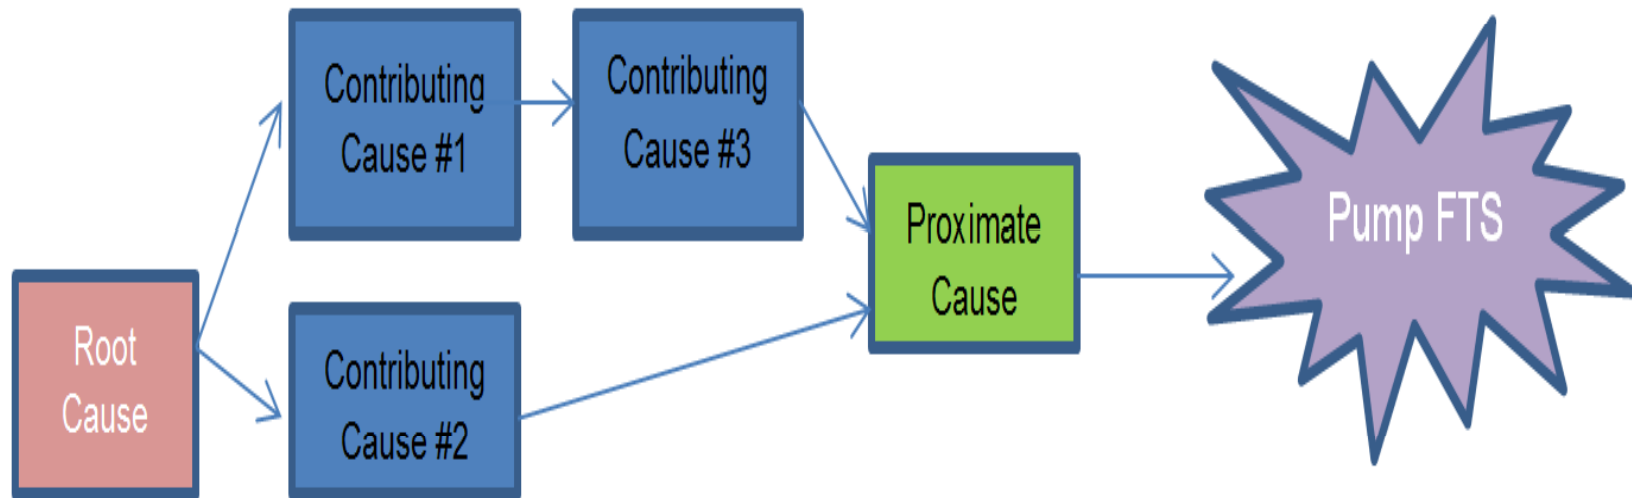 Root
Cause
Contributing
Cause #1
Contributing
Cause #2
Contributing
Cause #3
Proximate
Cause
Pump FTS